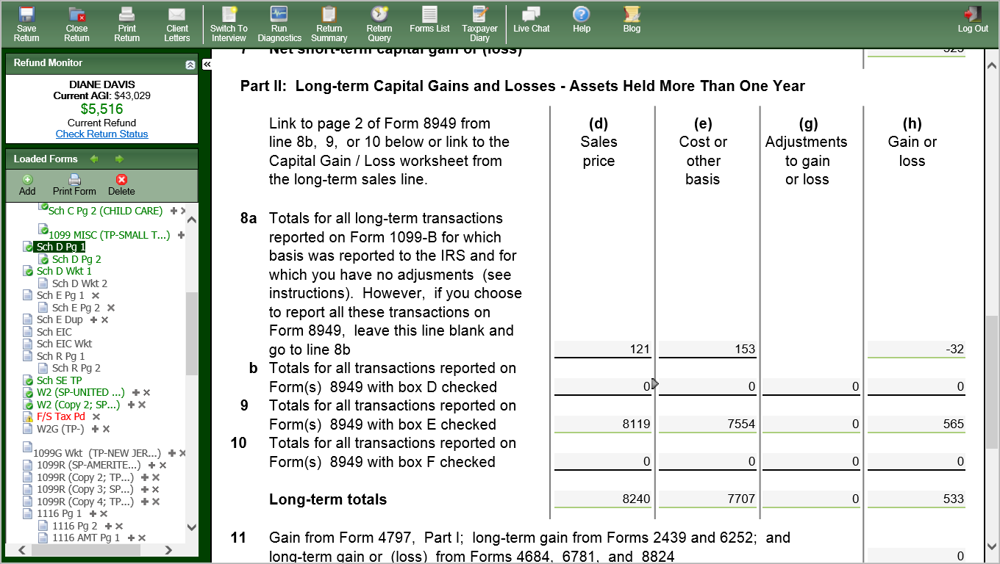 Save Return
Close Return
Print Return
Client Letters
Switch To Interview
Run Diagnostics
Return Summary
Return Query
Forms List
Taxpayer Diary
Live Chat
Help
Blog
Log Out
Refund Monitor
DIANE DAVIS
Current AGI: $43,029
$5,516
Current Refund
Check Return Status
Loaded Forms
Add
Print Form
Delete
Sch C Pg 2 (CHILD CARE)
1099 MISC (TP-SMALL T...)
Sch D Pg 1
Sch D Pg 2
Sch D Wkt 1
Sch D Wkt 2
Sch E Pg 1
Sch E Pg 2
Sch E Dup
Sch EIC
Sch EIC Wkt
Sch R Pg 1
Sch R Pg 2
Sch SE TP
W2 (SP-UNITED ...)
W2 (Copy 2; SP...)
F/S Tax Pd
W2G (TP-)
1099G Wkt (TP-NEW JER...)
1099R (SP-AMERITE...)
1099R (Copy 2; TP...)
1099R (Copy 3; SP...)
1099R (Copy 4; TP...)
1116 Pg 1
1116 Pg 2
1116 AMT Pg 1
7 Net short-term capital gain or (loss)
Part II: Long-term Capital Gains and Losses - Assets Held More Than One Year
Link to page 2 of Form 8949 from
line 8b, 9, or 10 below or link to the
Capital Gain / Loss worksheet from
the long-term sales line.
(d)
Sales
price
(e)
Cost or
other
basis
(g)
Adjustments
to gain
or loss
(h)
Gain or
loss
8a Totals for all long-term transactions
reported on Form 1099-B for which
basis was reported to the IRS and for
which you have no adjusments (see
instructions). However, if you choose
to report all these transactions on
Form 8949, leave this line blank and
go to line 8b 121 153 -32
b Totals for all transactions reported on
Form(s) 8949 with box D checked 0 0 0 0
9 Totals for all transactions reported on
Form(s) 8949 with box E checked 8119 7554 0 565
10 Totals for all transactions reported on
Form(s) 8949 with box F checked 0 0 0 0
Long-term totals 8240 7707 0 533
11 Gain from Form 4797, Part I; long-term gain from Forms 2439 and 6252; and
long-term gain or (loss) from Forms 4684, 6781, and 8824 0